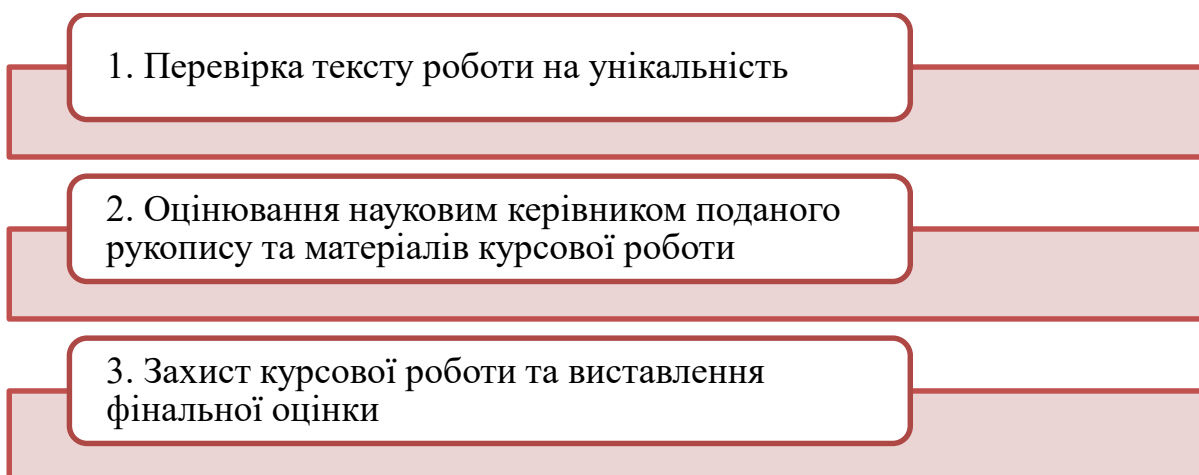 1. Перевірка тексту роботи на унікальність
2. Оцінювання науковим керівником поданого
рукопису та матеріалів курсової роботи
3. Захист курсової роботи та виставлення
фінальної оцінки